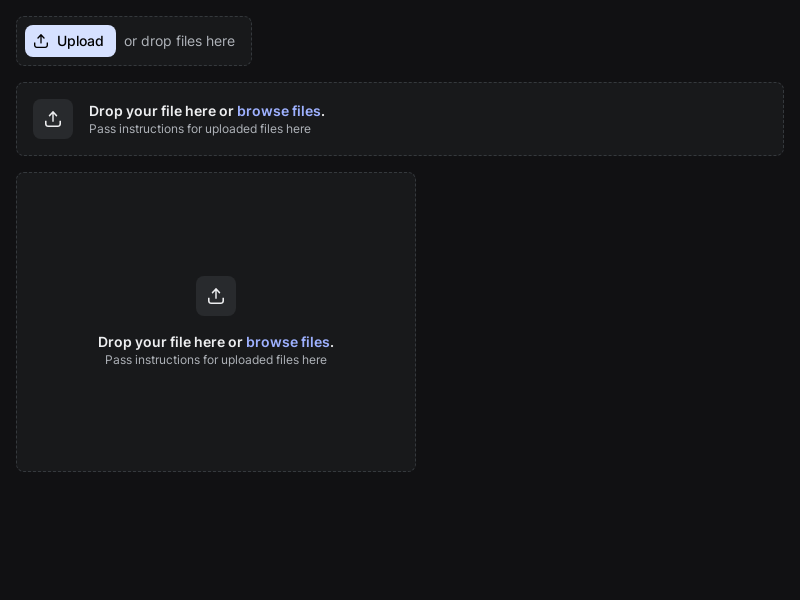 Upload or drop files here
Drop your file here or browse files.
Pass instructions for uploaded files here
Drop your file here or browse files.
Pass instructions for uploaded files here